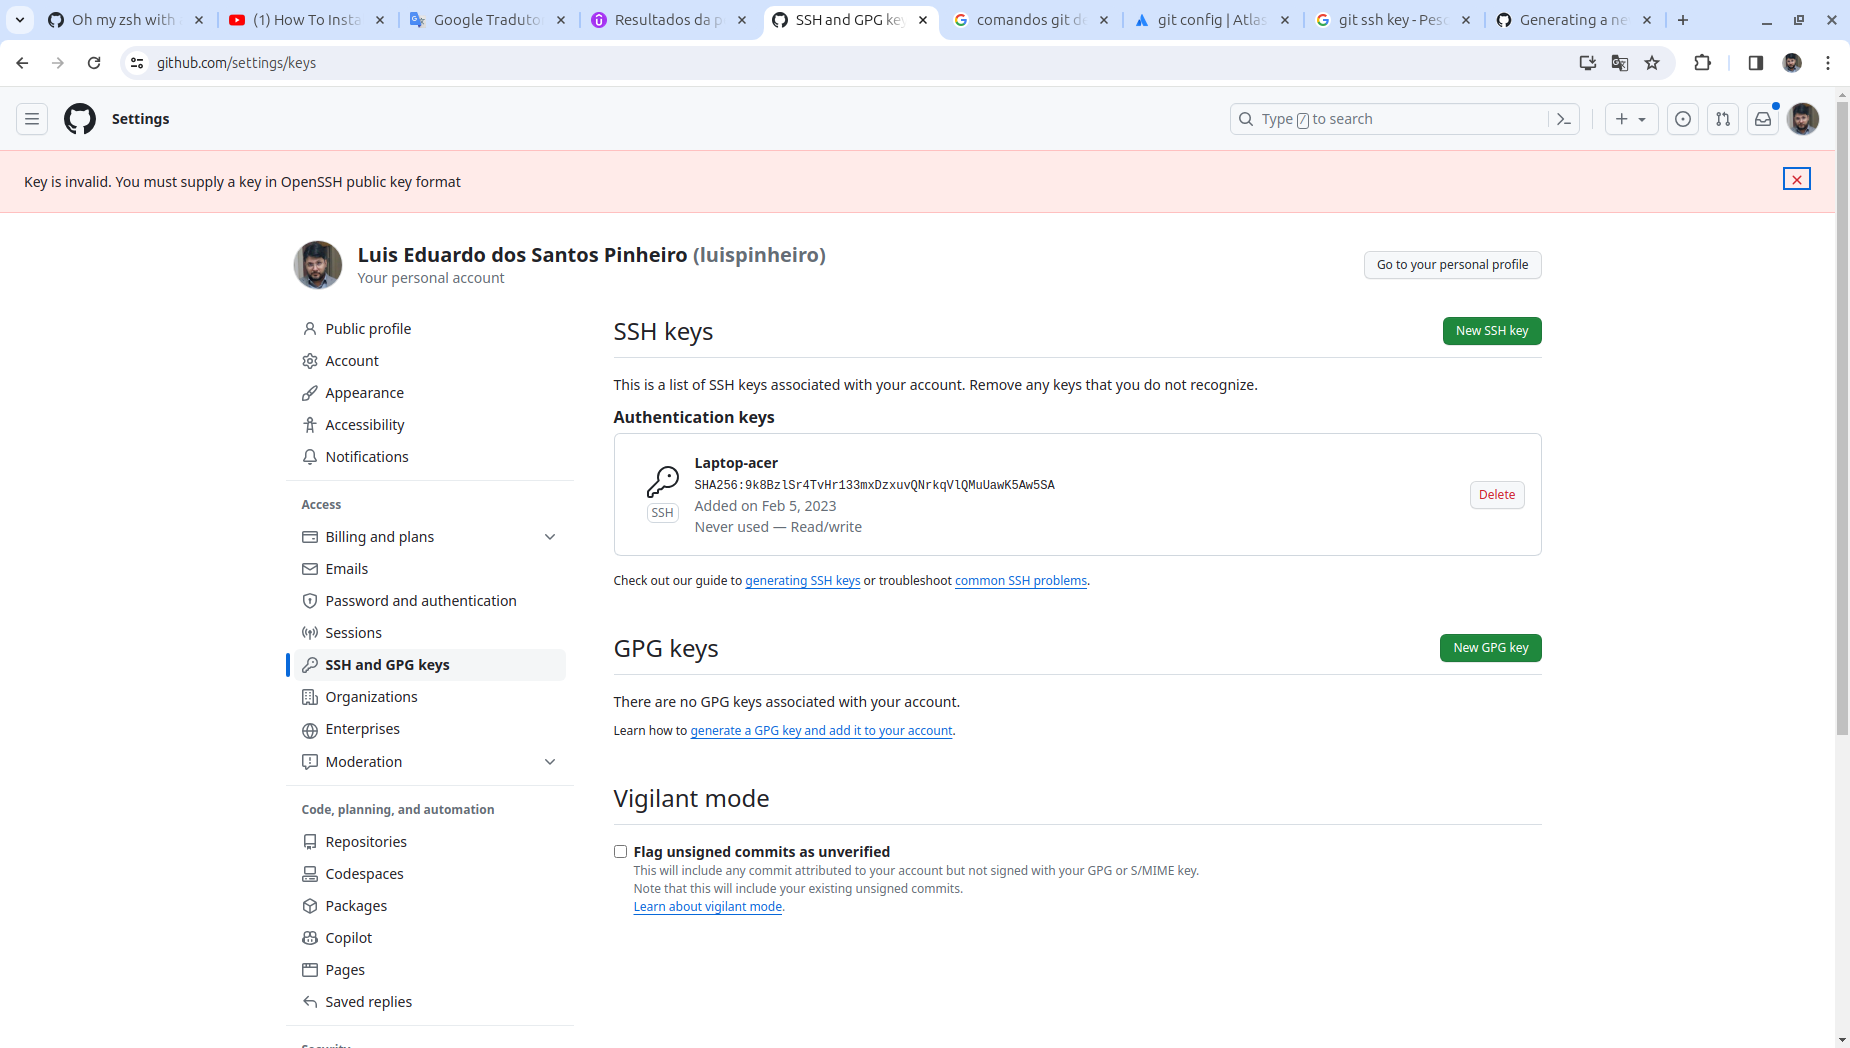 Oh my zsh with
(1) How To Insta
Google Traduto
Resultados da p
SSH and GPG key
comandos git de
git config | Atlas
git ssh key - Pesc
Generating a ne
github.com/settings/keys
Settings
Type / to search
Key is invalid. You must supply a key in OpenSSH public key format
Luis Eduardo dos Santos Pinheiro (luispinheiro)
Your personal account
Go to your personal profile
Public profile
Account
Appearance
Accessibility
Notifications
Access
Billing and plans
Emails
Password and authentication
Sessions
SSH and GPG keys
Organizations
Enterprises
Moderation
Code, planning, and automation
Repositories
Codespaces
Packages
Copilot
Pages
Saved replies
SSH keys
New SSH key
This is a list of SSH keys associated with your account. Remove any keys that you do not recognize.
Authentication keys
SSH
Laptop-acer
SHA256:9k8BzlSr4TvHr133mxDzxuvQNrkqVlQMuUawK5Aw5SA
Added on Feb 5, 2023
Never used — Read/write
Delete
Check out our guide to generating SSH keys or troubleshoot common SSH problems.
GPG keys
New GPG key
There are no GPG keys associated with your account.
Learn how to generate a GPG key and add it to your account.
Vigilant mode
Flag unsigned commits as unverified
This will include any commit attributed to your account but not signed with your GPG or S/MIME key.
Note that this will include your existing unsigned commits.
Learn about vigilant mode.